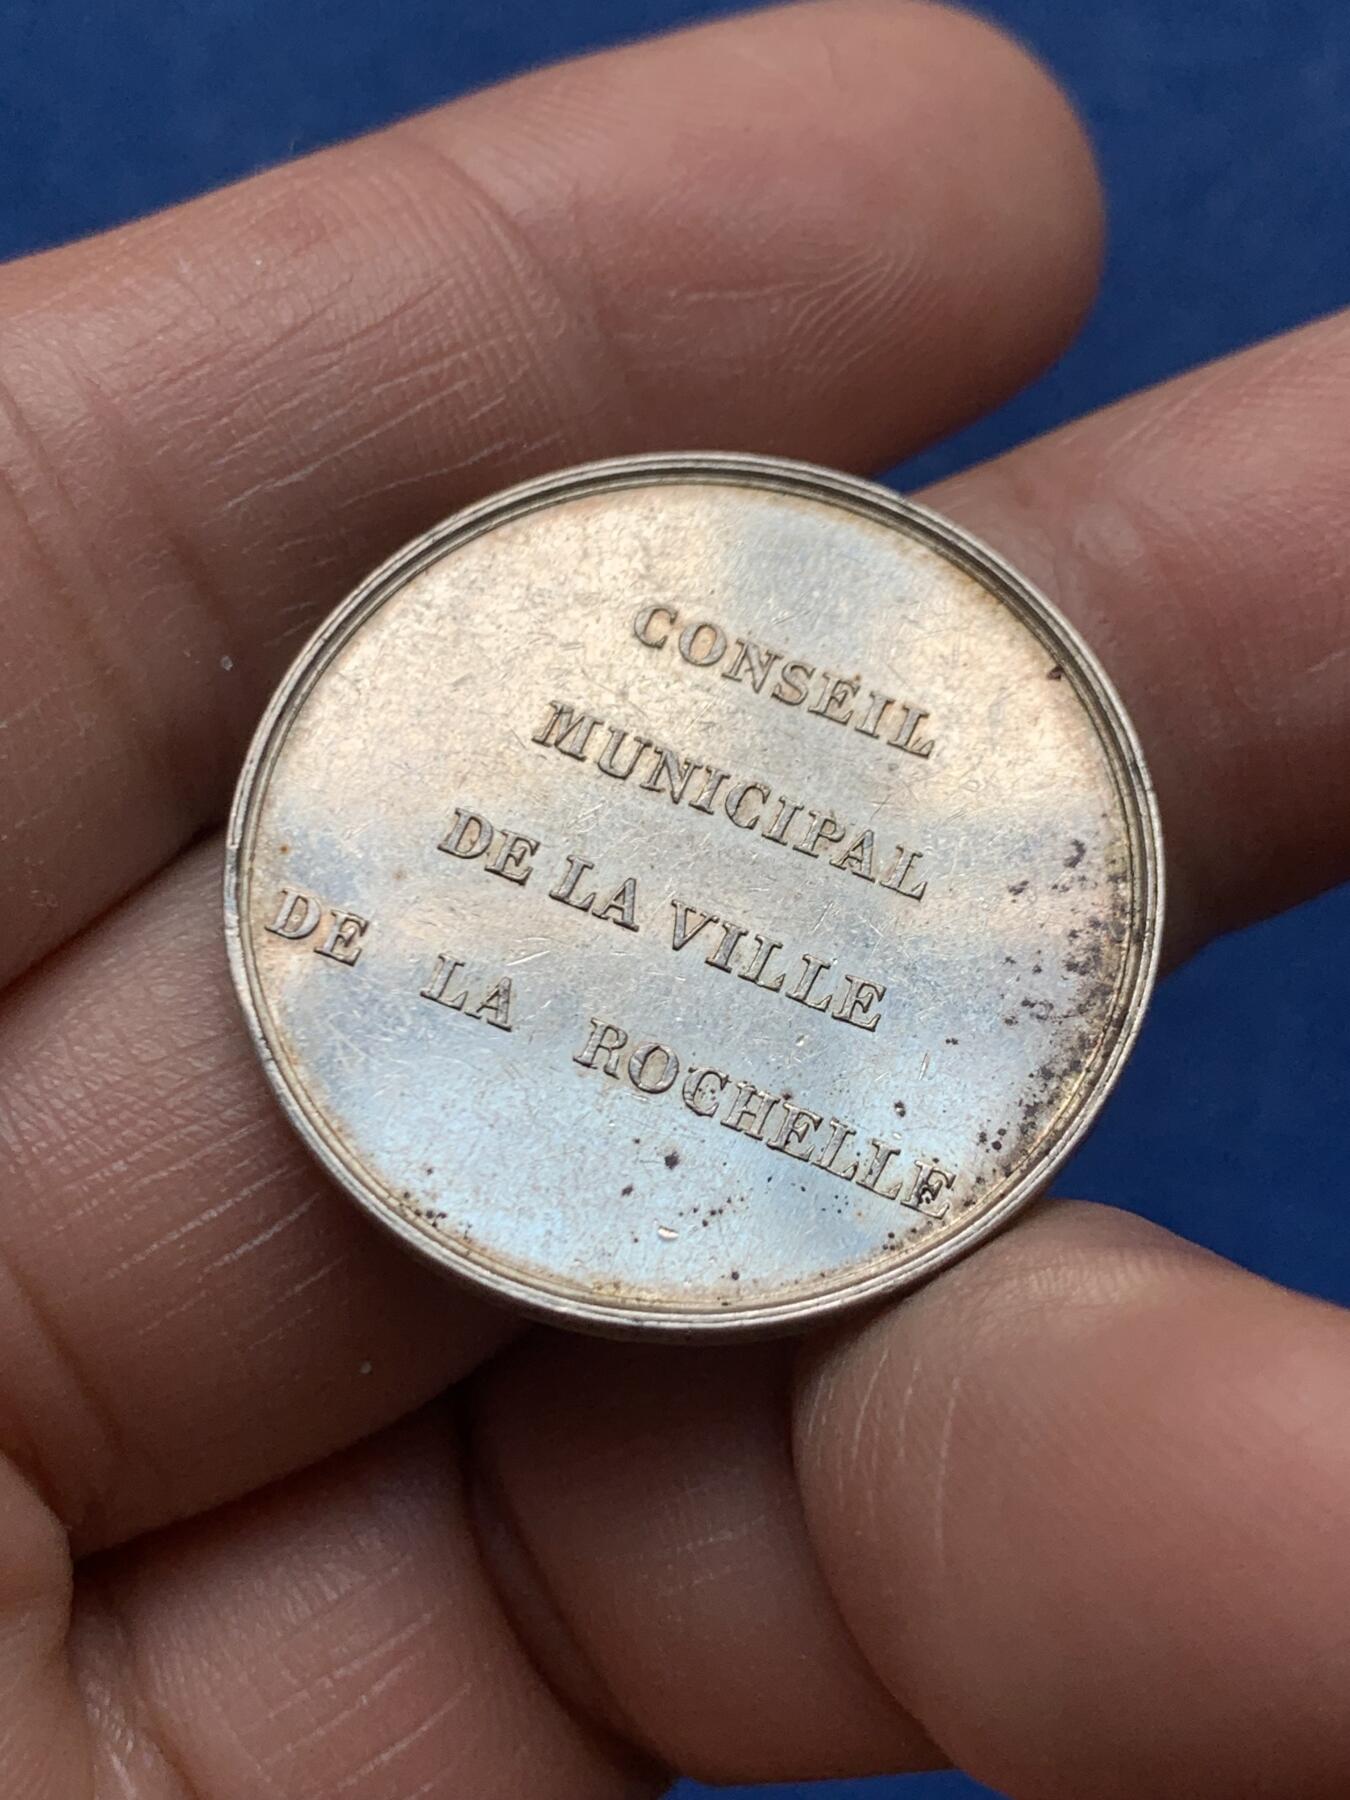 CONSEIL
MUNICIPAL
DE LA VILLE
DE LA ROCHELLE